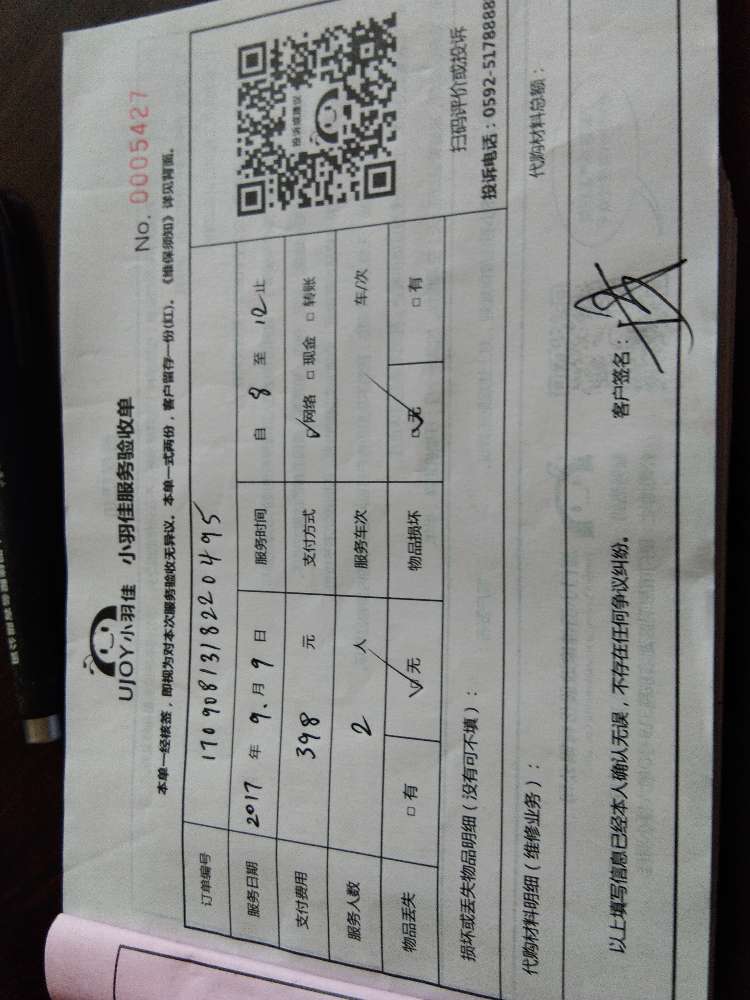 UJOY小羽佳 小羽佳服务验收单
No. 0005427
本单一经核签，即视为对本次服务验收无异议。本单一式两份，客户留存一份(红)。《维保须知》详见背面。
订单编号 170908131822 0495
服务日期 2017 年 9 月 9 日 服务时间 自 8 至 12 止
支付费用 398 元 支付方式 ☑网络 □现金 □转账
服务人数 2 人 服务车次 车/次
物品丢失 □有 ☑无 物品损坏 ☑无 □有
投诉或建议
扫码评价或投诉
投诉电话：0592-5178888
损坏或丢失物品明细（没有可不填）：
代购材料明细（维修业务）： 代购材料总额：
以上填写信息已经本人确认无误，不存在任何争议纠纷。 客户签名：